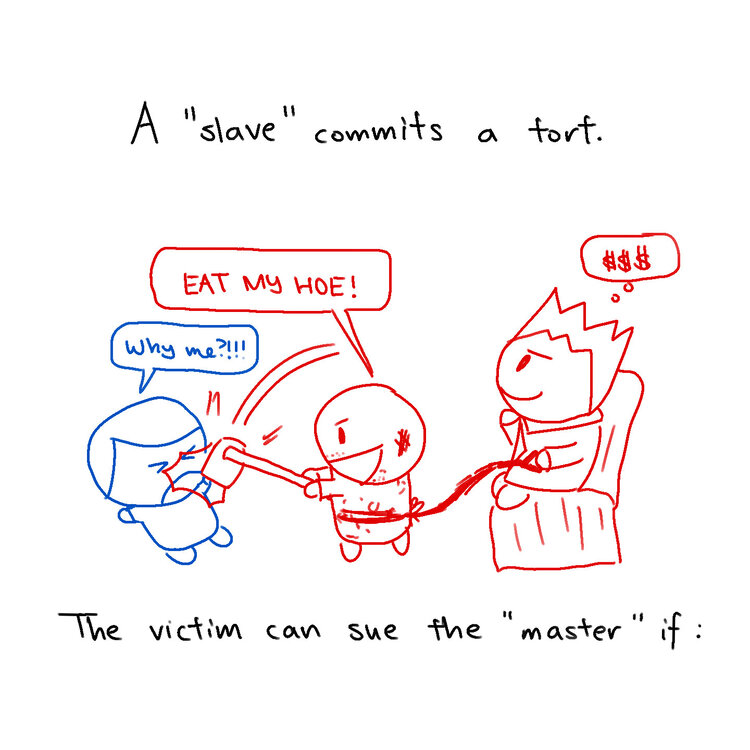 A "slave" commits a tort.
$$$
EAT MY HOE!
Why me?!!!
The victim can sue the "master" if: